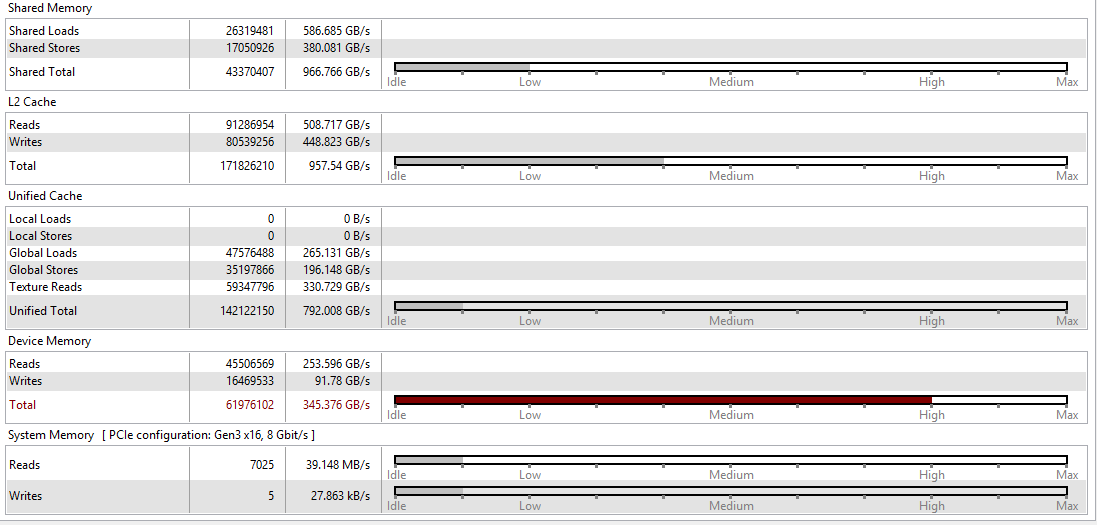 Shared Memory
Shared Loads 26319481 586.685 GB/s
Shared Stores 17050926 380.081 GB/s
Shared Total 43370407 966.766 GB/s
Idle Low Medium High Max
L2 Cache
Reads 91286954 508.717 GB/s
Writes 80539256 448.823 GB/s
Total 171826210 957.54 GB/s
Idle Low Medium High Max
Unified Cache
Local Loads 0 0 B/s
Local Stores 0 0 B/s
Global Loads 47576488 265.131 GB/s
Global Stores 35197866 196.148 GB/s
Texture Reads 59347796 330.729 GB/s
Unified Total 142122150 792.008 GB/s
Idle Low Medium High Max
Device Memory
Reads 45506569 253.596 GB/s
Writes 16469533 91.78 GB/s
Total 61976102 345.376 GB/s
Idle Low Medium High Max
System Memory [ PCIe configuration: Gen3 x16, 8 Gbit/s ]
Reads 7025 39.148 MB/s
Idle Low Medium High Max
Writes 5 27.863 kB/s
Idle Low Medium High Max